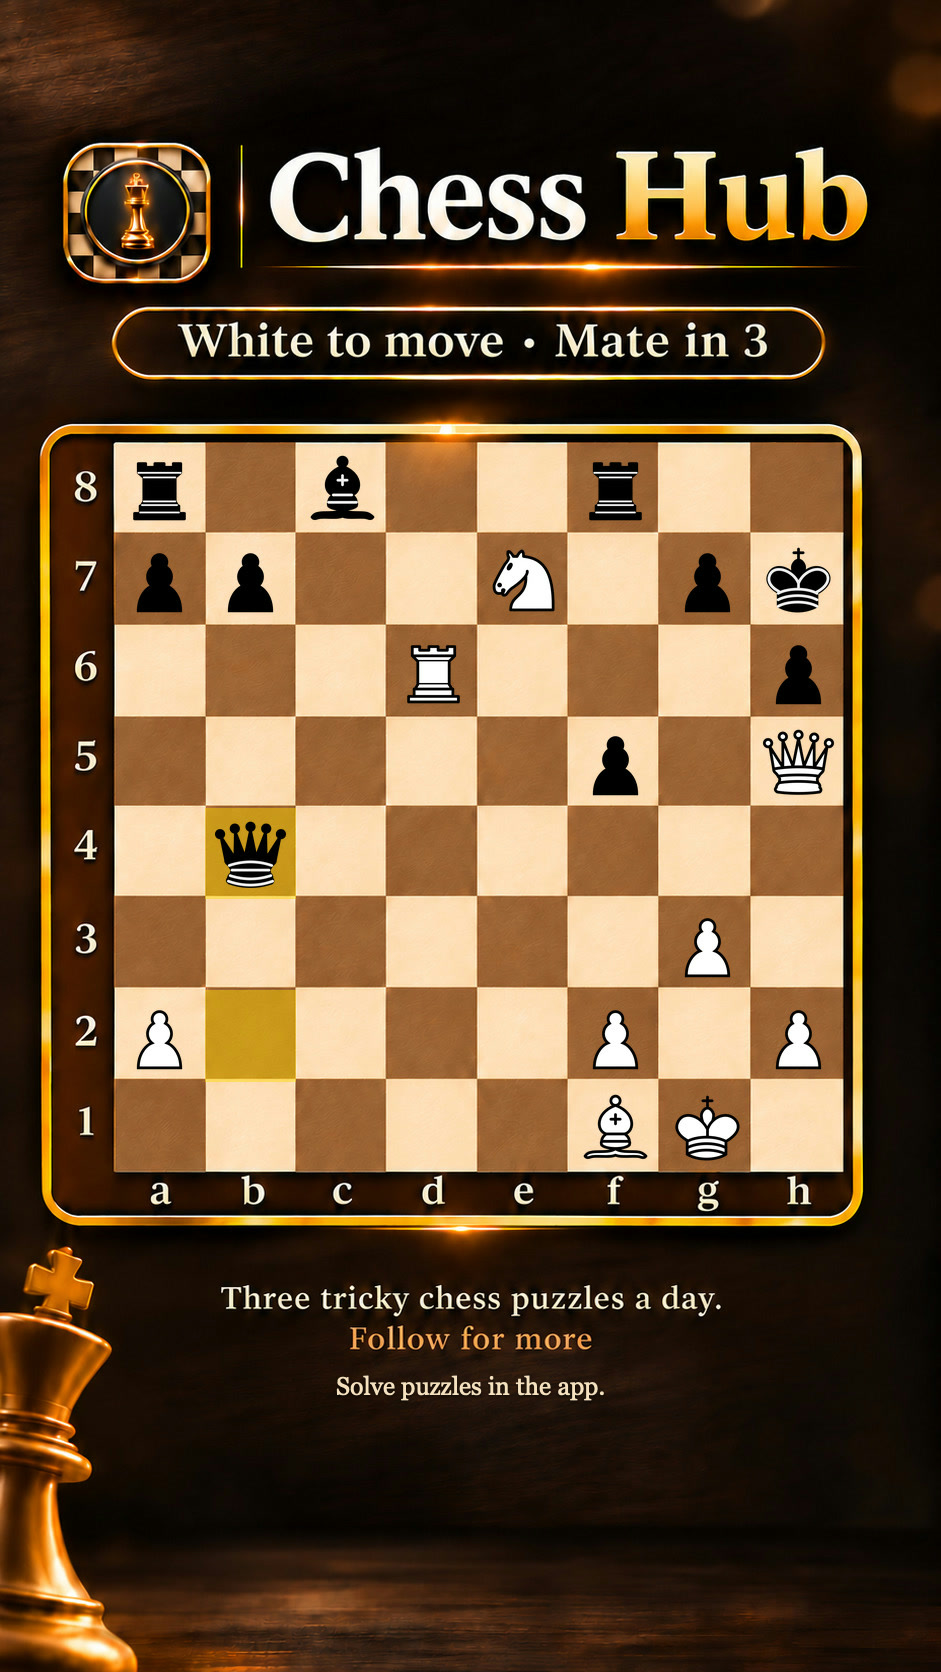 Chess Hub
White to move • Mate in 3
8
7
6
5
4
3
2
1
a b c d e f g h
Three tricky chess puzzles a day.
Follow for more
Solve puzzles in the app.